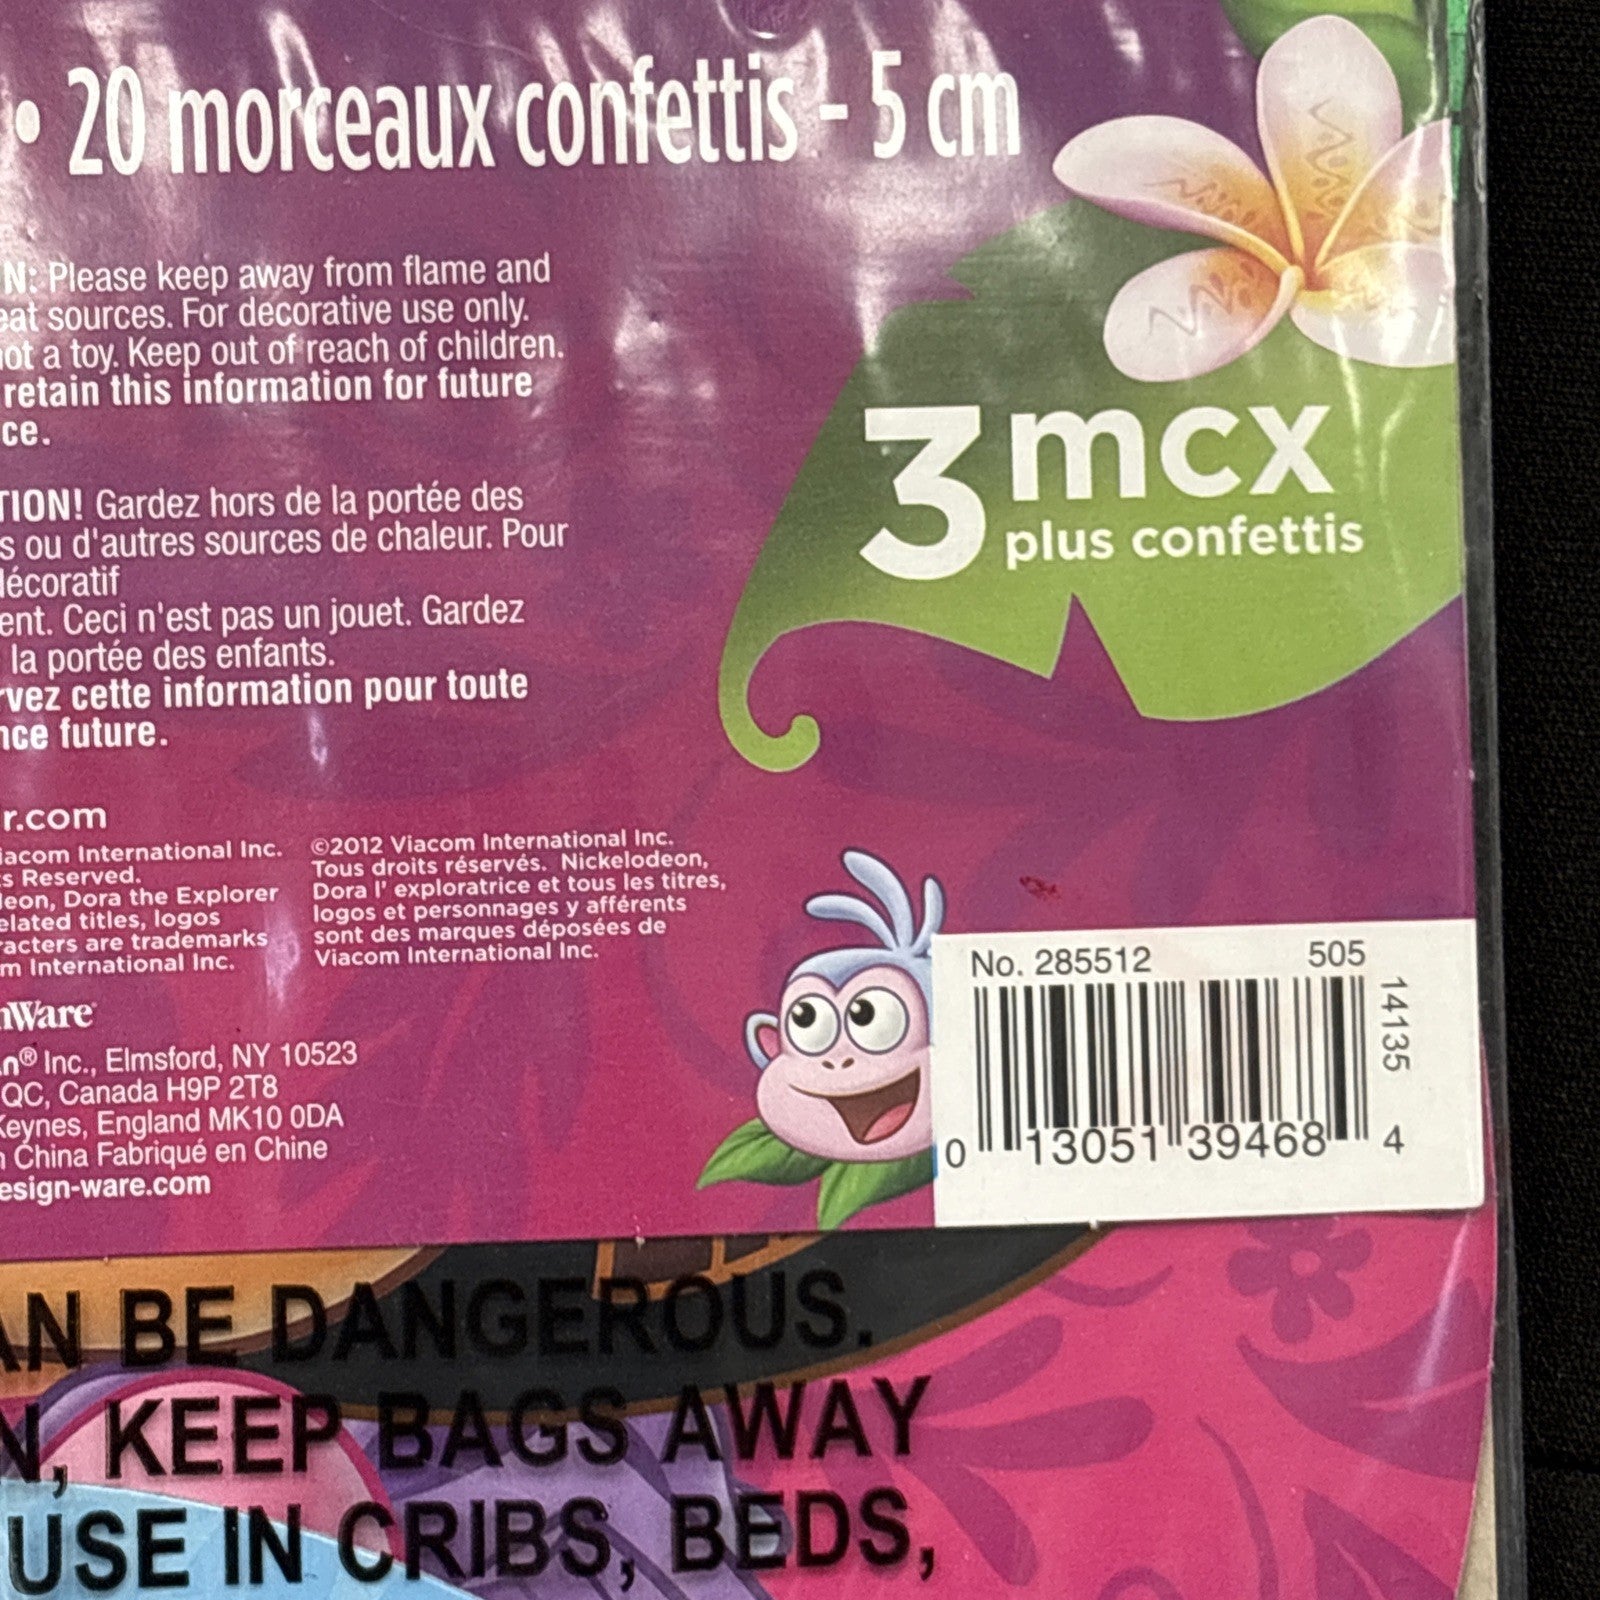 • 20 morceaux confettis - 5 cm
N: Please keep away from flame and
eat sources. For decorative use only.
ot a toy. Keep out of reach of children.
retain this information for future
ce.
TION! Gardez hors de la portée des
s ou d'autres sources de chaleur. Pour
décoratif
ent. Ceci n'est pas un jouet. Gardez
la portée des enfants.
rvez cette information pour toute
nce future.
3 mcx
plus confettis
r.com
iacom International Inc.
s Reserved.
leon, Dora the Explorer
elated titles, logos
racters are trademarks
m International Inc.
©2012 Viacom International Inc.
Tous droits réservés. Nickelodeon,
Dora l' exploratrice et tous les titres,
logos et personnages y afférents
sont des marques déposées de
Viacom International Inc.
nWare
n® Inc., Elmsford, NY 10523
QC, Canada H9P 2T8
Keynes, England MK10 0DA
n China Fabriqué en Chine
esign-ware.com
No. 285512 505
14135
0 13051 39468 4
AN BE DANGEROUS.
N, KEEP BAGS AWAY
USE IN CRIBS, BEDS,